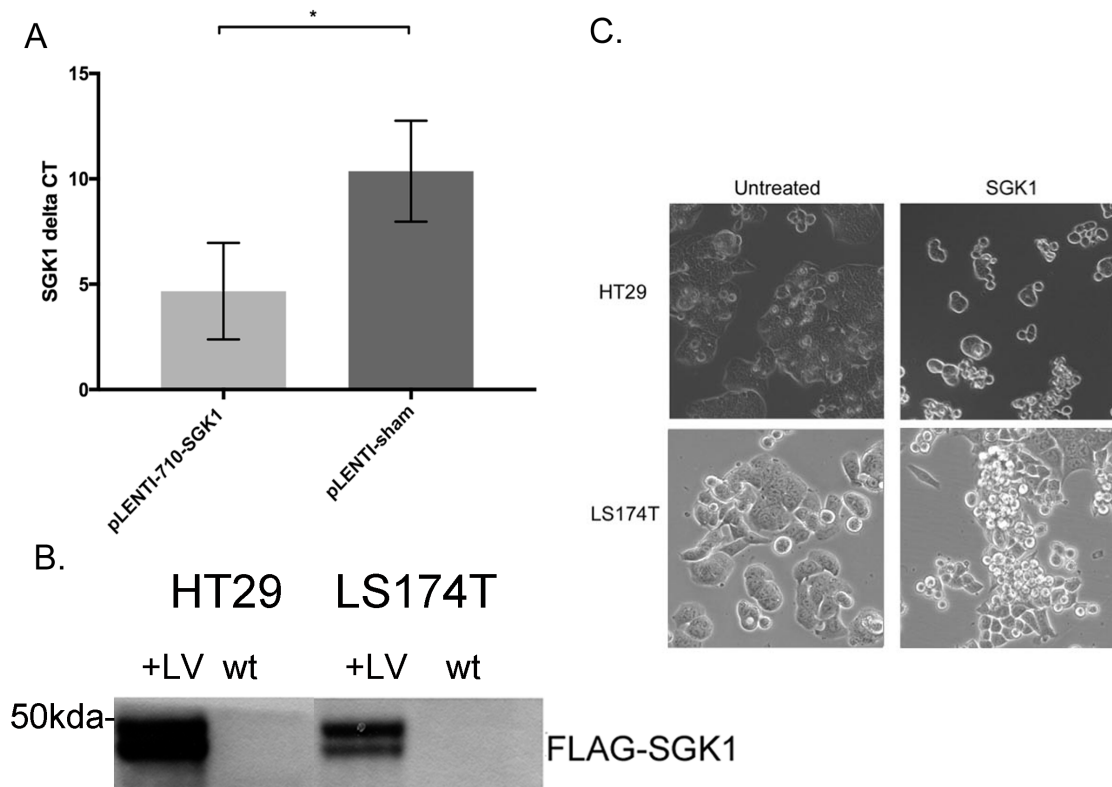 A
*
15
10
5
0
SGK1 delta CT
pLENTI-710-SGK1
pLENTI-sham
B.
HT29 LS174T
+LV wt +LV wt
50kda-
FLAG-SGK1
C.
Untreated SGK1
HT29
LS174T